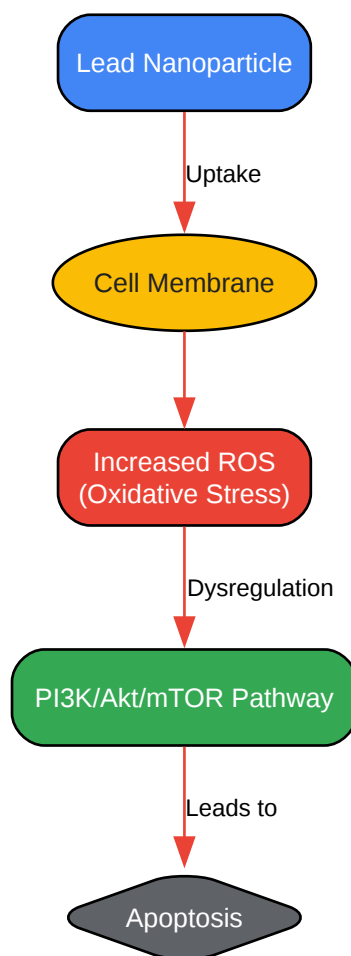 Lead Nanoparticle
Uptake
Cell Membrane
Increased ROS
(Oxidative Stress)
Dysregulation
PI3K/Akt/mTOR Pathway
Leads to
Apoptosis